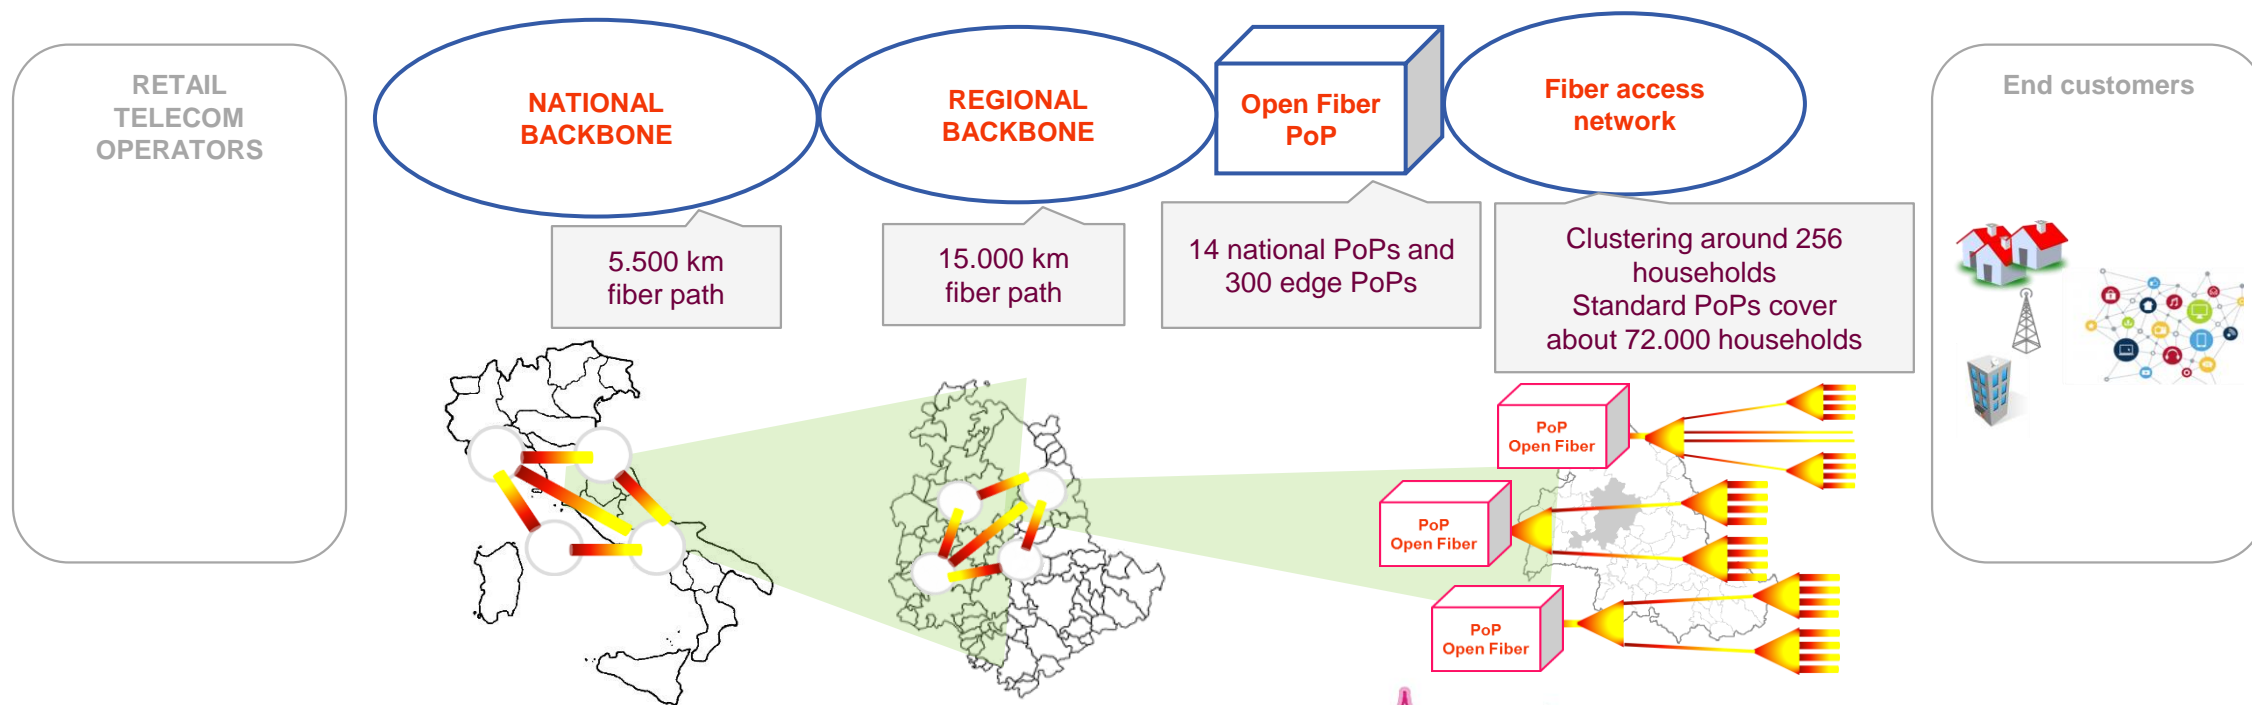 RETAIL
TELECOM
OPERATORS
NATIONAL
BACKBONE
REGIONAL
BACKBONE
Open Fiber
PoP
Fiber access
network
End customers
5.500 km
fiber path
15.000 km
fiber path
14 national PoPs and
300 edge PoPs
Clustering around 256
households
Standard PoPs cover
about 72.000 households
PoP
Open Fiber
PoP
Open Fiber
PoP
Open Fiber